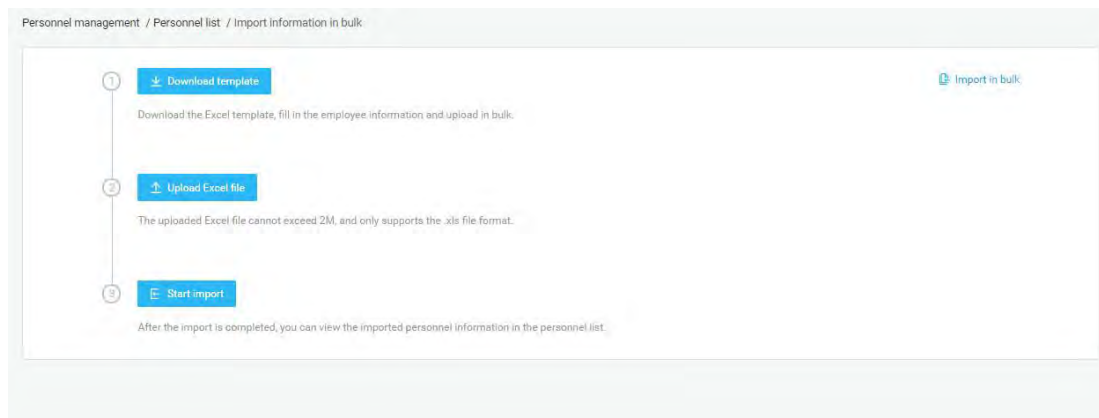 Personnel management / Personnel list / Import information in bulk
1
Download template
Import in bulk
Download the Excel template, fill in the employee information and upload in bulk.
2
Upload Excel file
The uploaded Excel file cannot exceed 2M, and only supports the .xls file format.
3
Start import
After the import is completed, you can view the imported personnel information in the personnel list.